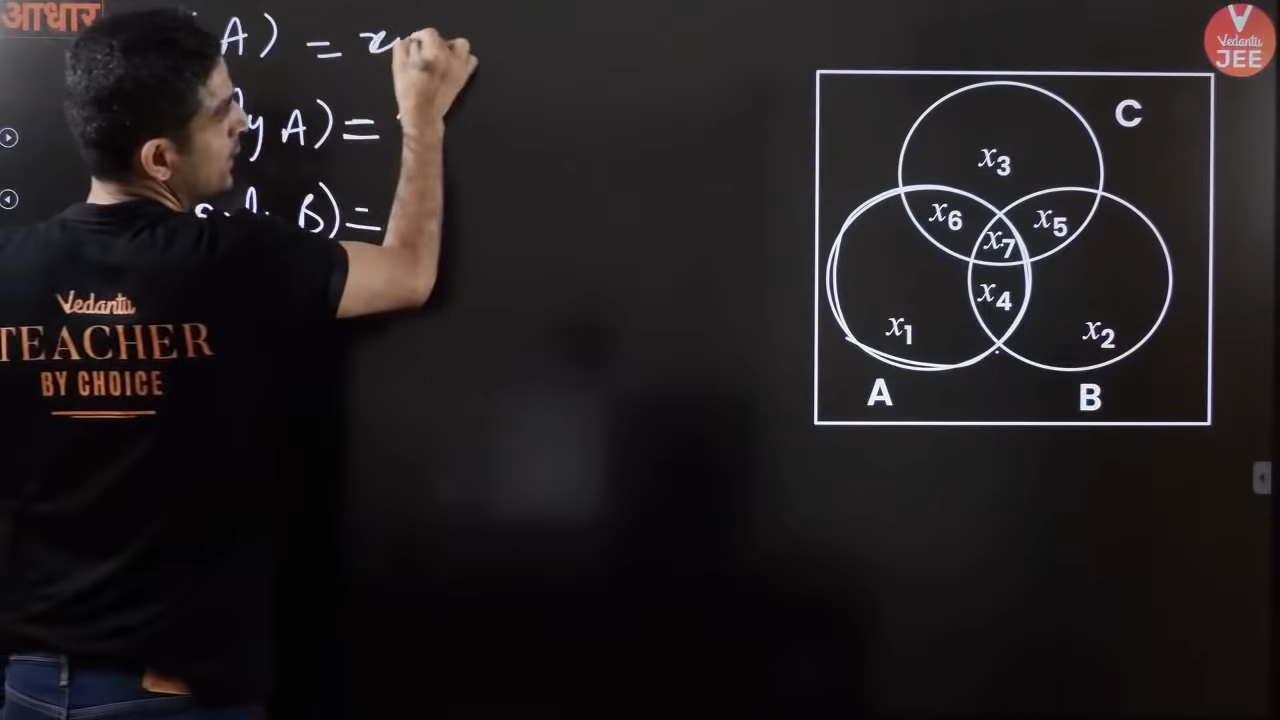 आधार
A) = x
y A) =
B) =
Vedantu
JEE
C
x3
x6
x5
x7
x4
x1
x2
A
B
Vedantu
TEACHER
BY CHOICE